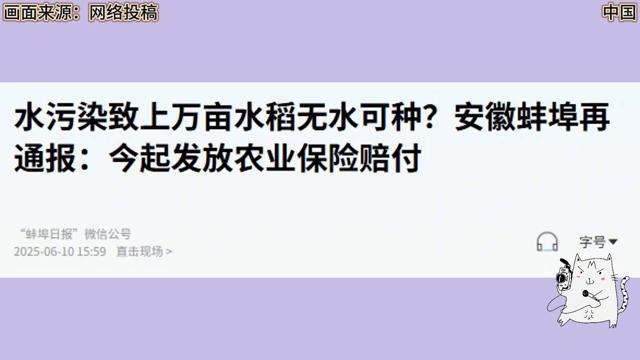 画面来源：网络投稿
中国
水污染致上万亩水稻无水可种？安徽蚌埠再
通报：今起发放农业保险赔付
“蚌埠日报”微信公号
2025-06-10 15:59 直击现场 >
字号